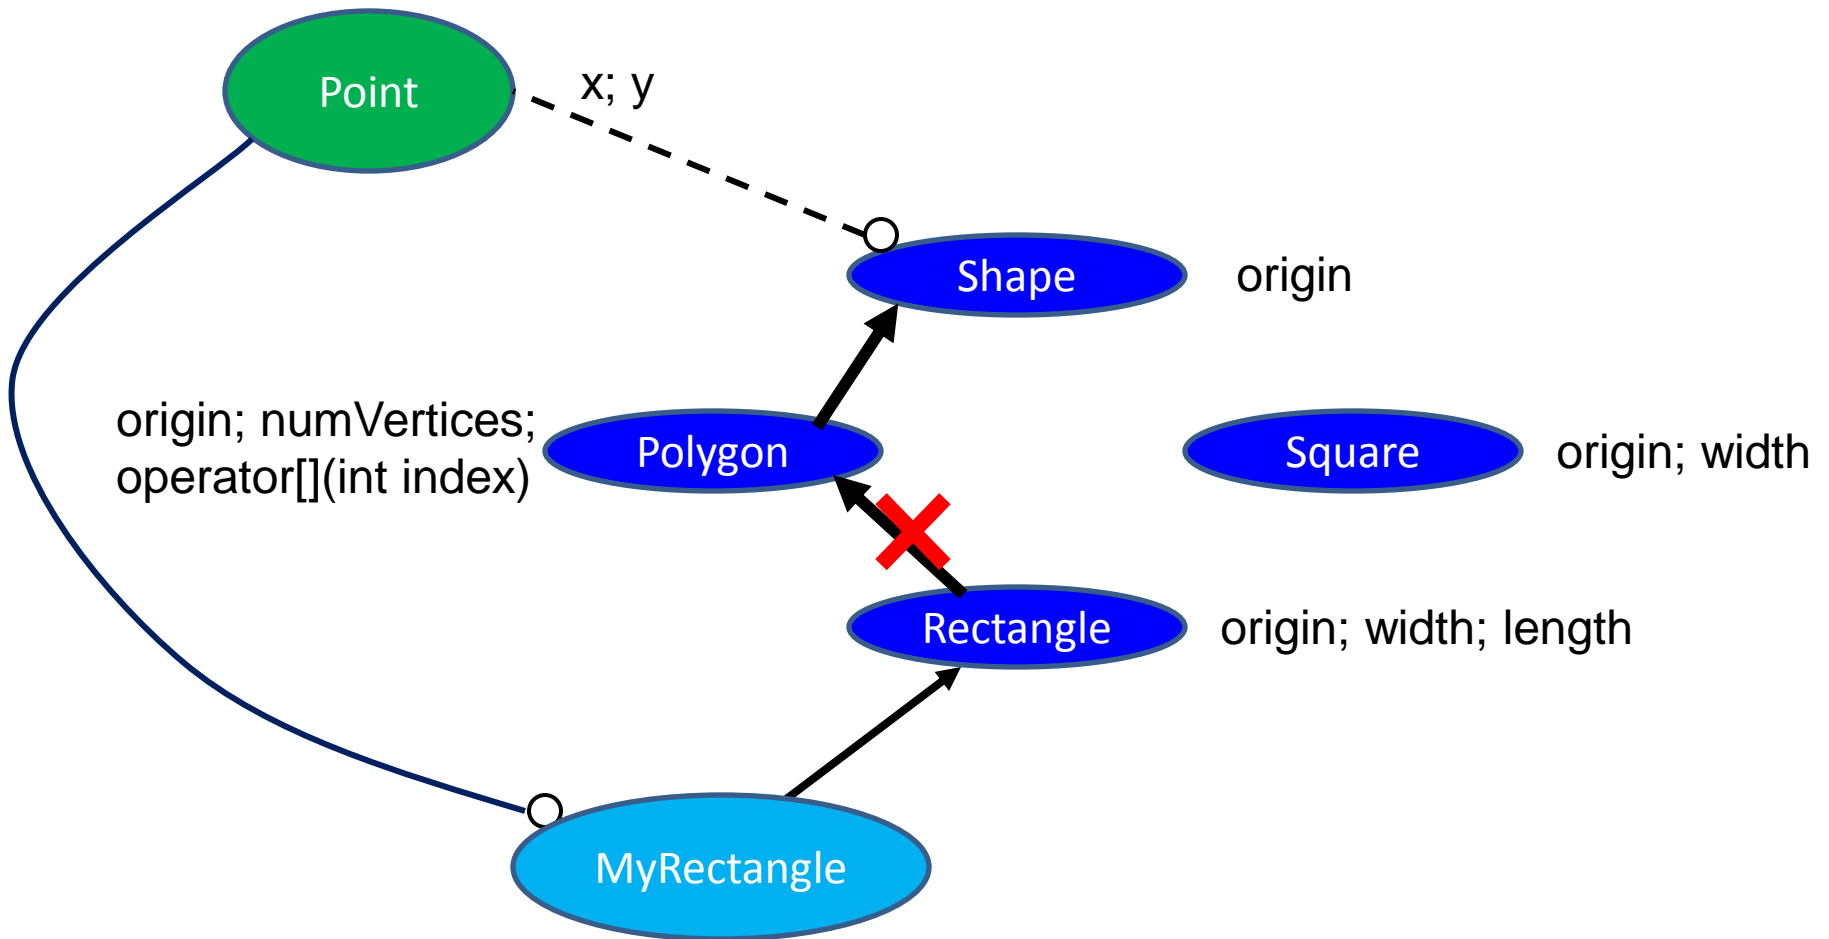 Point
x; y
Shape
origin
origin; numVertices;
operator[](int index)
Polygon
Square
origin; width
Rectangle
origin; width; length
MyRectangle